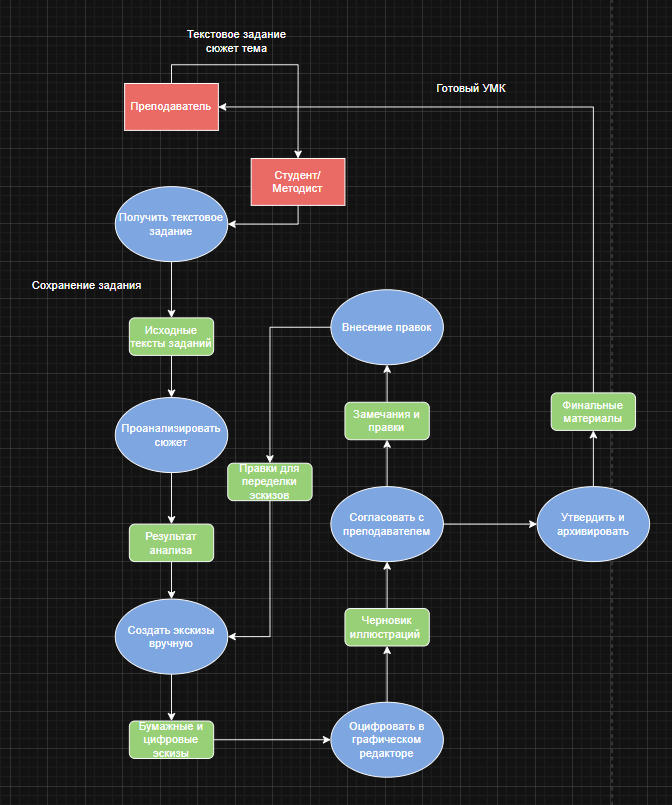 Текстовое задание
сюжет тема
Готовый УМК
Преподаватель
Студент/
Методист
Получить текстовое
задание
Сохранение задания
Исходные
тексты заданий
Внесение правок
Проанализировать
сюжет
Замечания и
правки
Финальные
материалы
Правки для
переделки
эскизов
Результат
анализа
Согласовать с
преподавателем
Утвердить и
архивировать
Создать экскизы
вручную
Черновик
иллюстраций
Бумажные и
цифровые
эскизы
Оцифровать в
графическом
редакторе